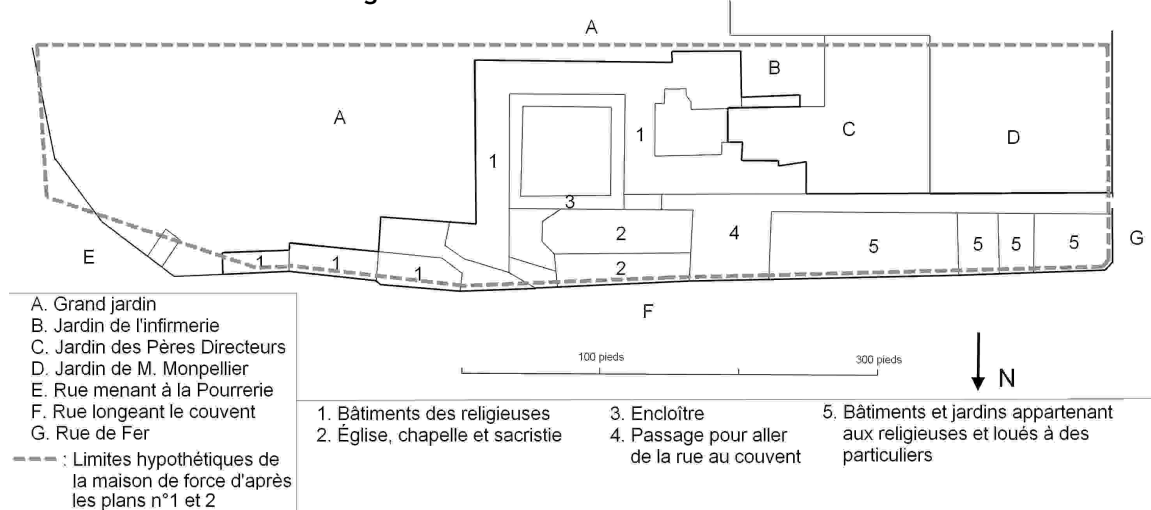 g
A
B
A
1
1
C
D
3
2
4
5
5
5
5
G
E
1
1
1
2
F
A. Grand jardin
B. Jardin de l'infirmerie
C. Jardin des Pères Directeurs
D. Jardin de M. Monpellier
E. Rue menant à la Pourrerie
F. Rue longeant le couvent
G. Rue de Fer
: Limites hypothétiques de
la maison de force d'après
les plans n°1 et 2
100 pieds
300 pieds
N
1. Bâtiments des religieuses
2. Église, chapelle et sacristie
3. Encloître
4. Passage pour aller
de la rue au couvent
5. Bâtiments et jardins appartenant
aux religieuses et loués à des
particuliers